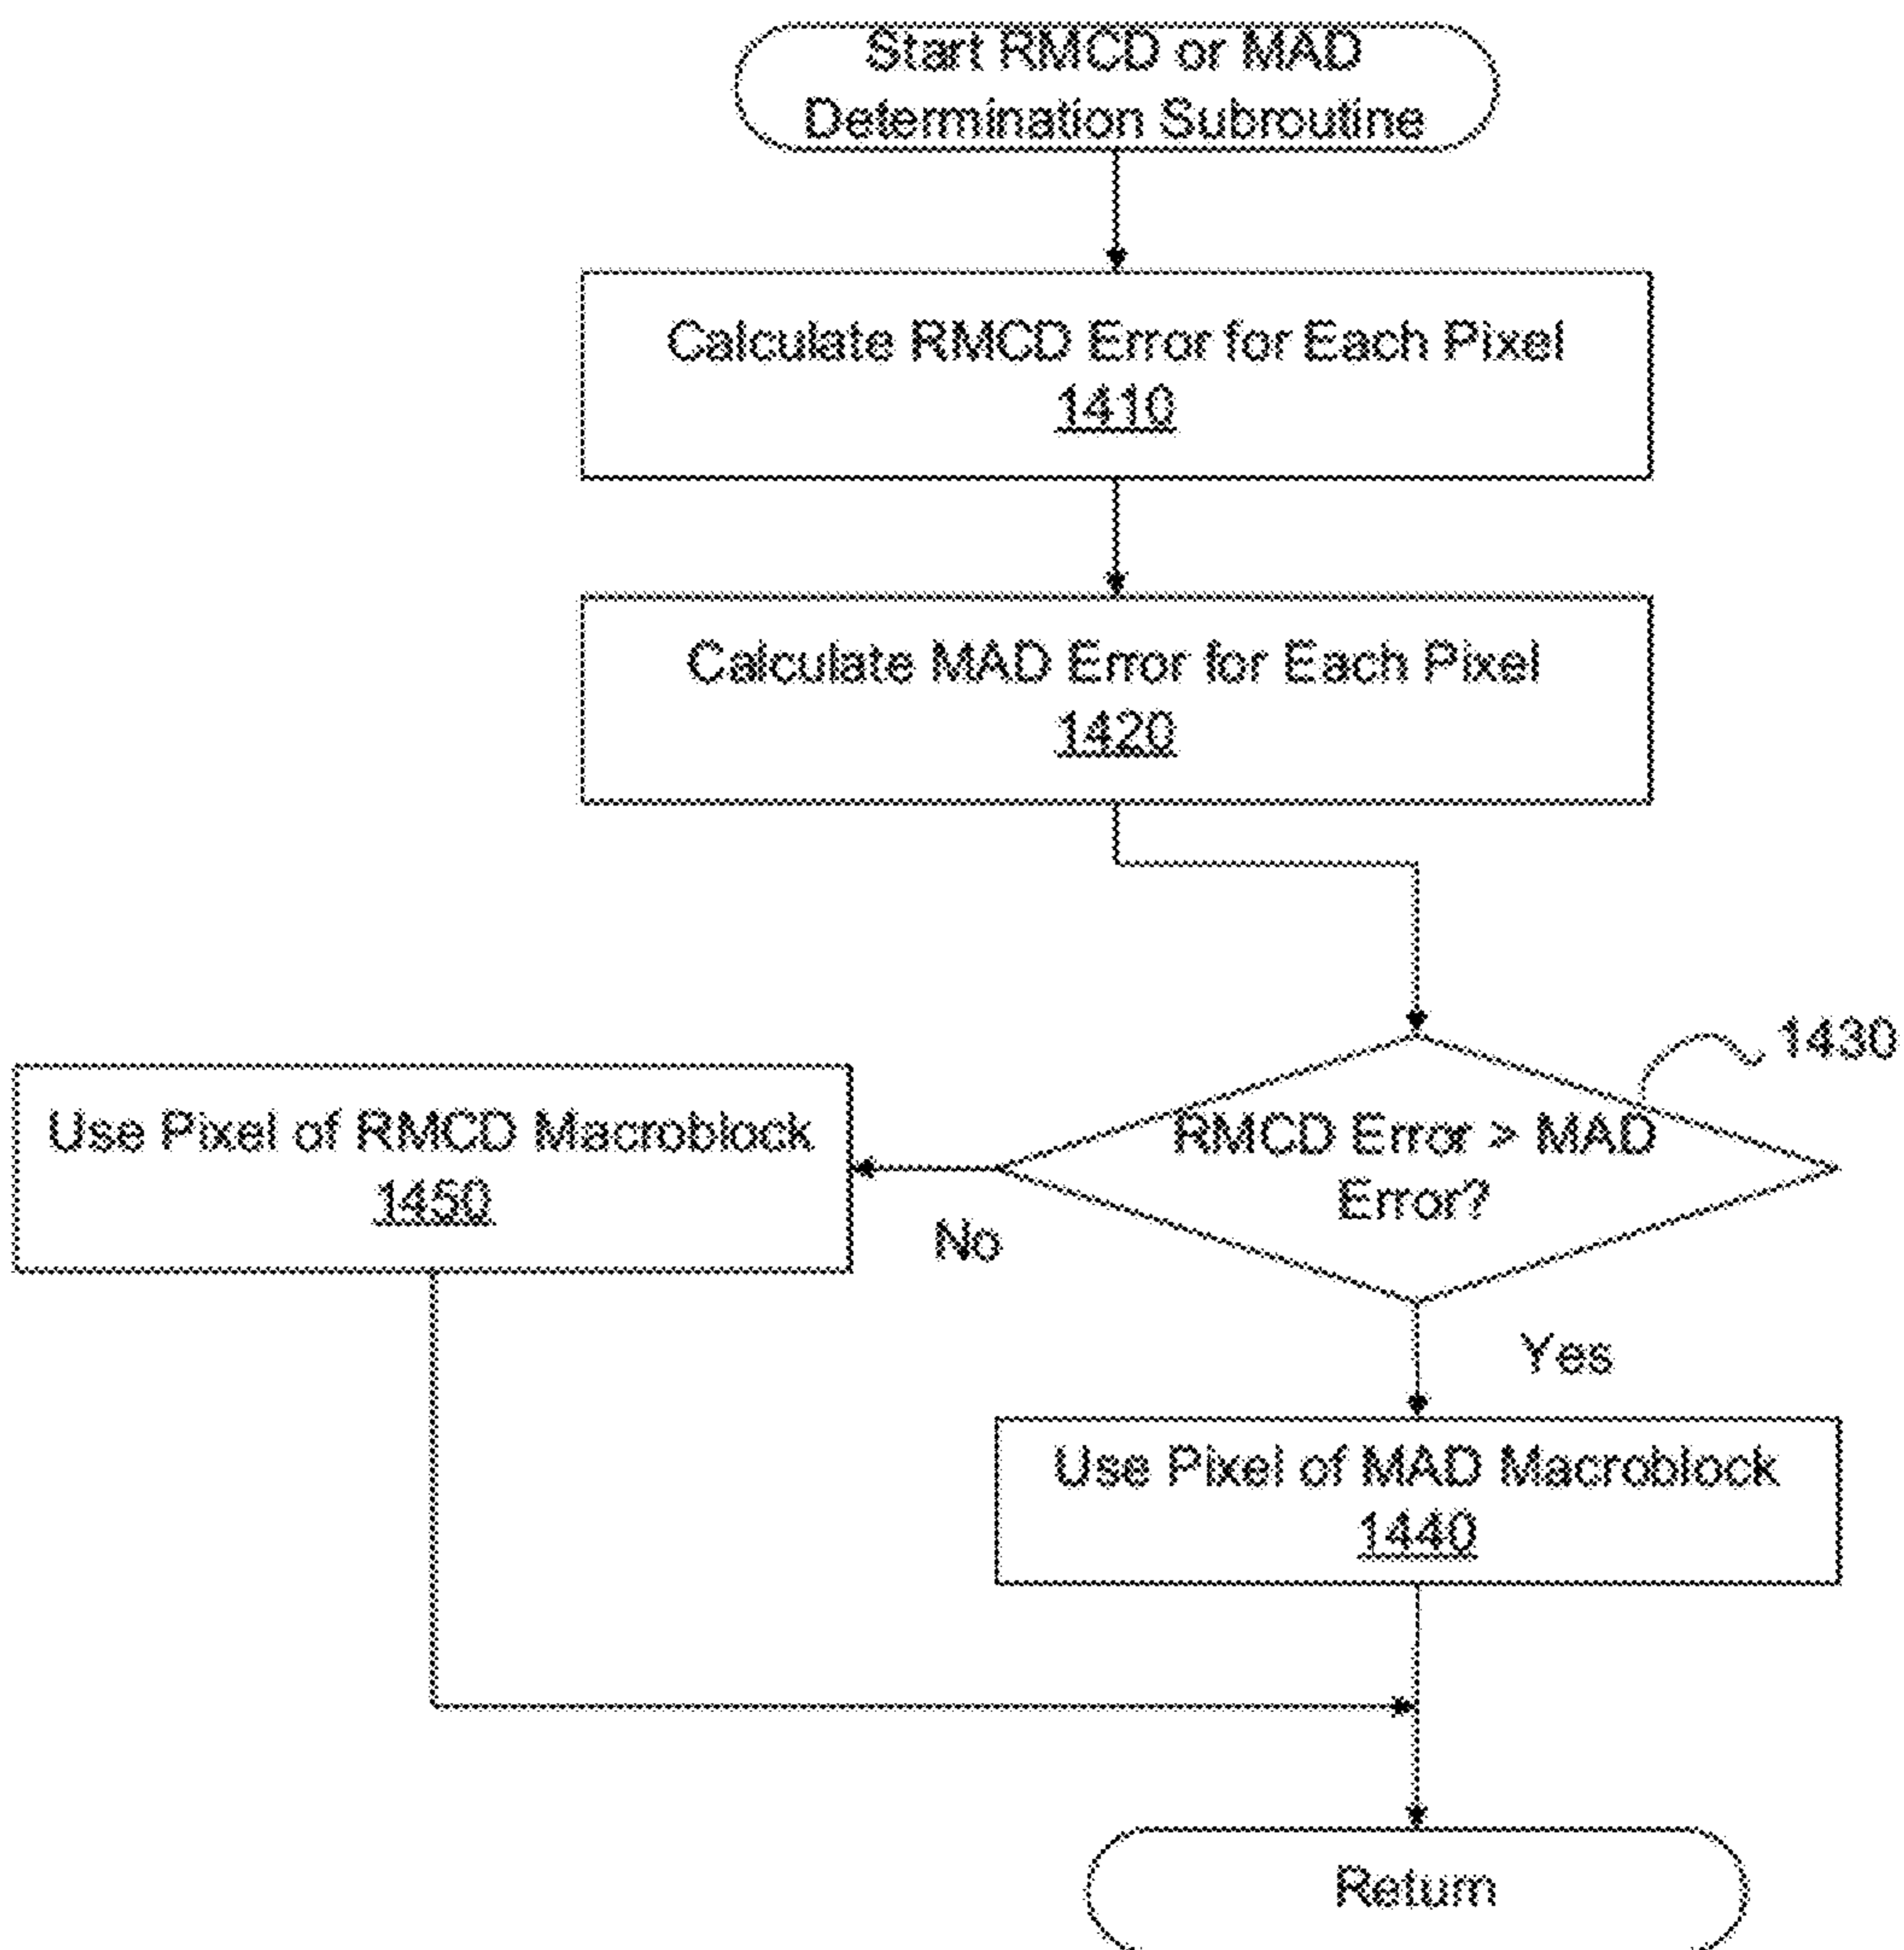 Start RMCD or MAD
Determination Subroutine
Calculate RMCD Error for Each Pixel
1410
Calculate MAD Error for Each Pixel
1420
1430
RMCD Error > MAD
Error?
Use Pixel of RMCD Macroblock
1450
No
Yes
Use Pixel of MAD Macroblock
1440
Return